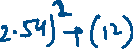 2.54)² + (12)